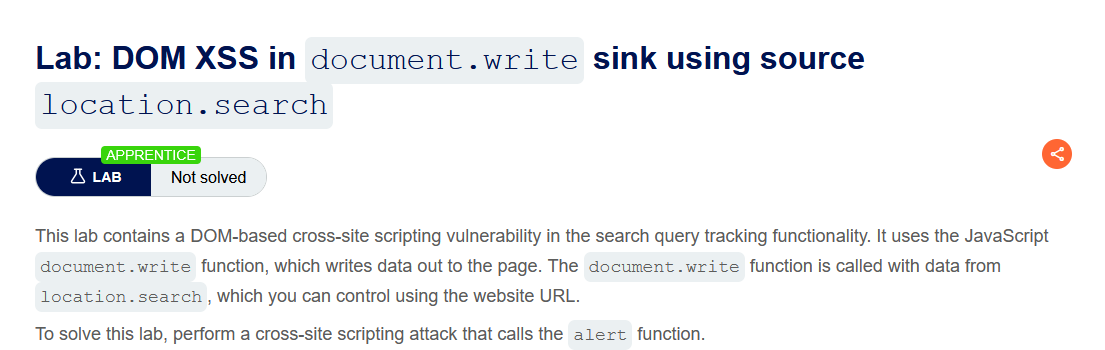 Lab: DOM XSS in document.write sink using source
location.search
APPRENTICE
LAB Not solved
This lab contains a DOM-based cross-site scripting vulnerability in the search query tracking functionality. It uses the JavaScript
document.write function, which writes data out to the page. The document.write function is called with data from
location.search, which you can control using the website URL.
To solve this lab, perform a cross-site scripting attack that calls the alert function.